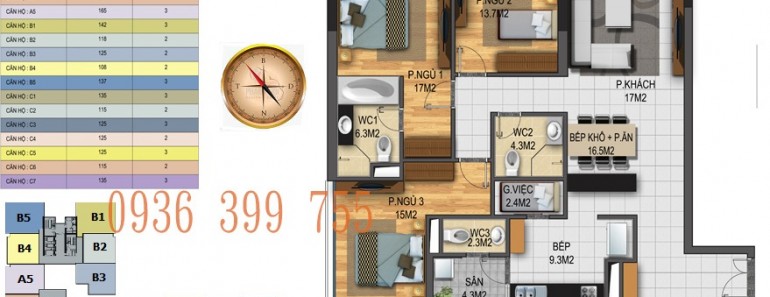 CĂN HỘ : A5 165 3
CĂN HỘ : B1 142 3
CĂN HỘ : B2 118 2
CĂN HỘ : B3 125 2
CĂN HỘ : B4 108 2
CĂN HỘ : B5 137 3
CĂN HỘ : C1 135 3
CĂN HỘ : C2 115 2
CĂN HỘ : C3 125 2
CĂN HỘ : C4 125 2
CĂN HỘ : C5 125 3
CĂN HỘ : C6 115 2
CĂN HỘ : C7 135 3
B
T
D
N
0936 399 755
B5
B1
B4
B2
A5
B3
P.NGỦ 2
13.7M2
P.NGỦ 1
17M2
P.KHÁCH
17M2
WC1
6.3M2
WC2
4.3M2
BẾP KHÔ + P.ĂN
16.5M2
G.VIỆC
2.4M2
P.NGỦ 3
15M2
WC3
2.3M2
BẾP
9.3M2
SÂN
4.3M2